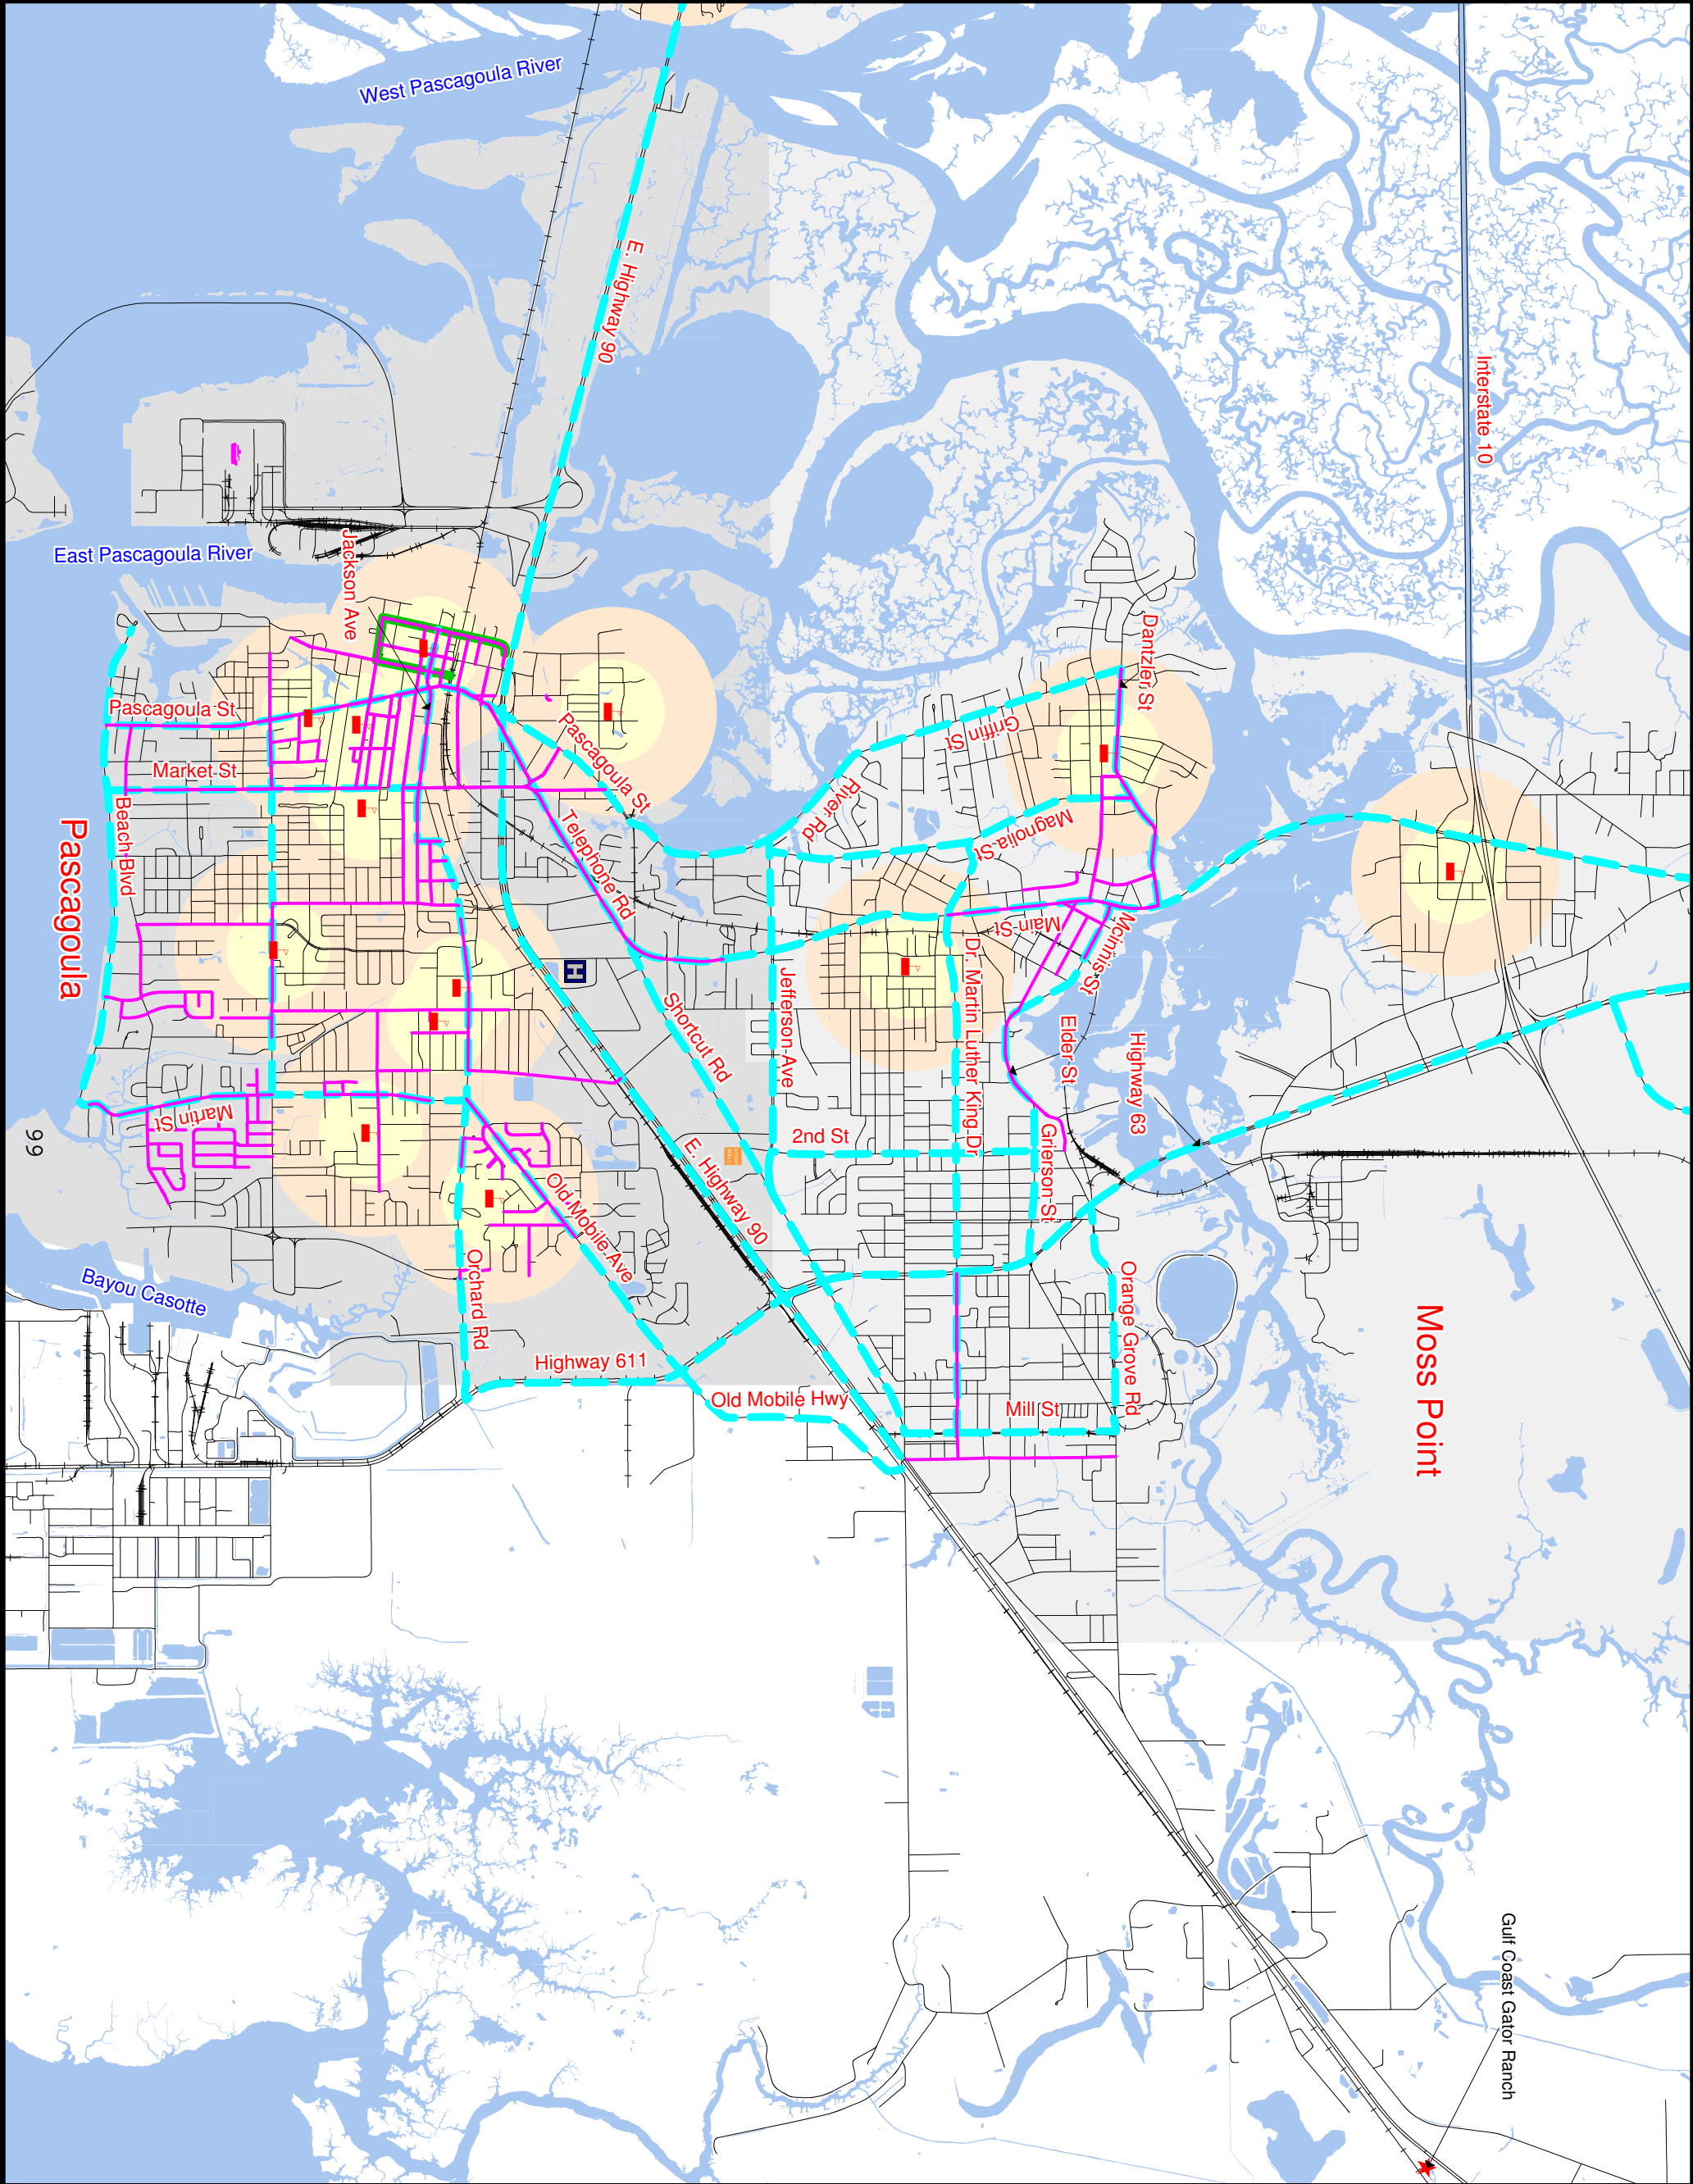 West Pascagoula River
E. Highway 90
Interstate 10
East Pascagoula River
Jackson Ave
Dantzler St
Griffin St
Pascagoula St
Pascagoula St
Market St
River Rd
Magnolia St
Beach Blvd
Telephone Rd
Pascagoula
Main St
McInnis St
Dr. Martin Luther King Dr
Jefferson Ave
Shortcut Rd
Elder St
Highway 63
Martin St
99
2nd St
Grierson St
E. Highway 90
Old Mobile Ave
Orchard Rd
Bayou Casotte
Orange Grove Rd
Moss Point
Highway 611
Old Mobile Hwy
Mill St
H
Gulf Coast Gator Ranch